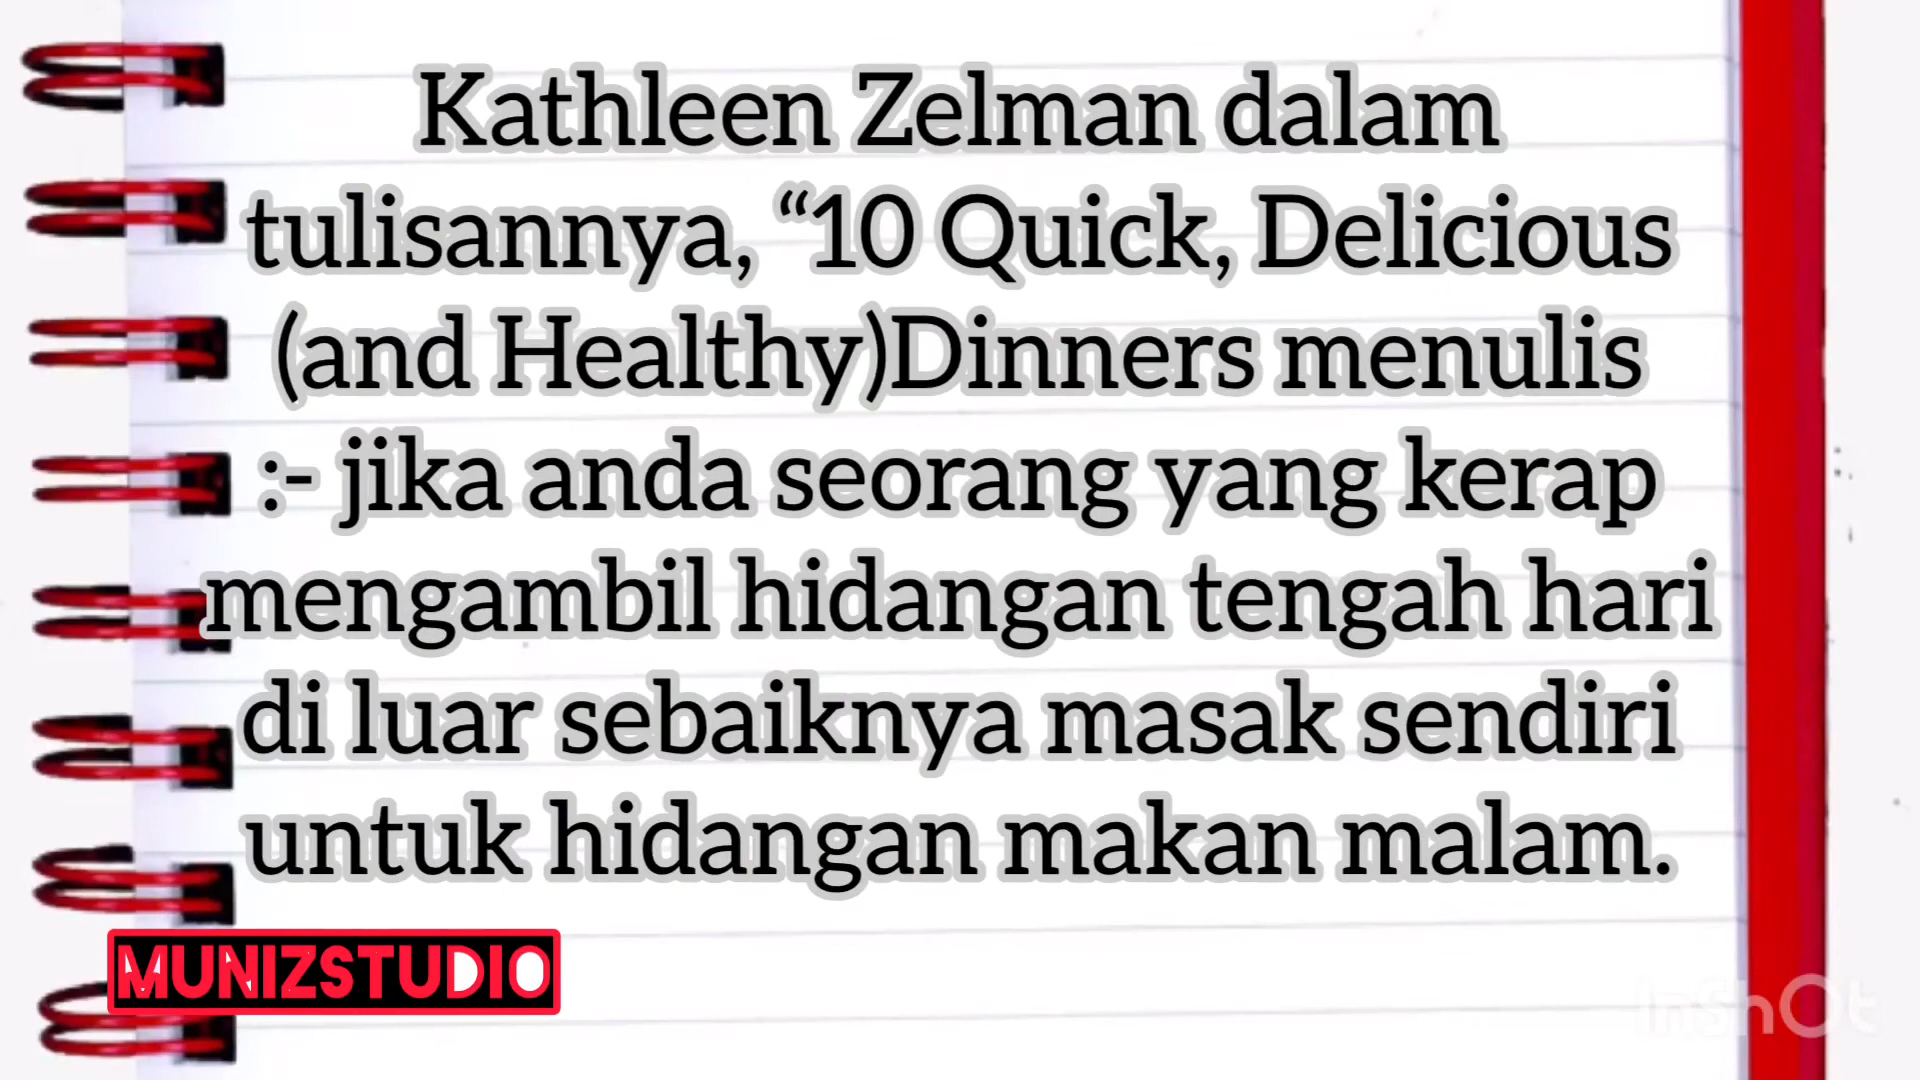 Kathleen Zelman dalam
tulisannya, “10 Quick, Delicious
(and Healthy)Dinners menulis
:- jika anda seorang yang kerap
mengambil hidangan tengah hari
di luar sebaiknya masak sendiri
untuk hidangan makan malam.
MUNIZSTUDIO
InShOt